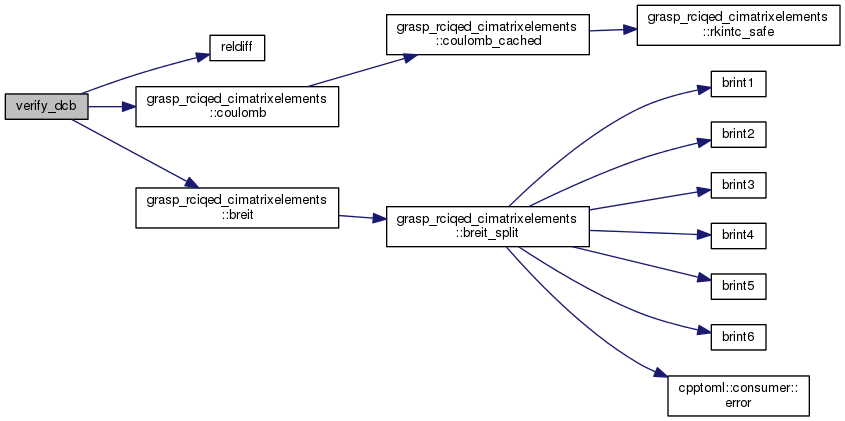 verify_dcb
reldiff
grasp_rciqed_cimatrixelements
::coulomb
grasp_rciqed_cimatrixelements
::coulomb_cached
grasp_rciqed_cimatrixelements
::rkintc_safe
grasp_rciqed_cimatrixelements
::breit
grasp_rciqed_cimatrixelements
::breit_split
brint1
brint2
brint3
brint4
brint5
brint6
cpptoml::consumer::
error